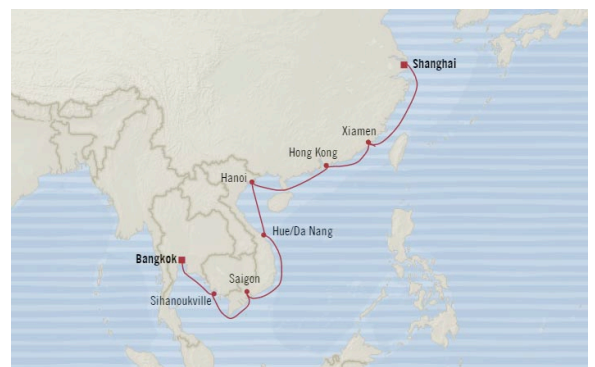 Shanghai
Xiamen
Hong Kong
Hanoi
Hue/Da Nang
Bangkok
Saigon
Sihanoukville